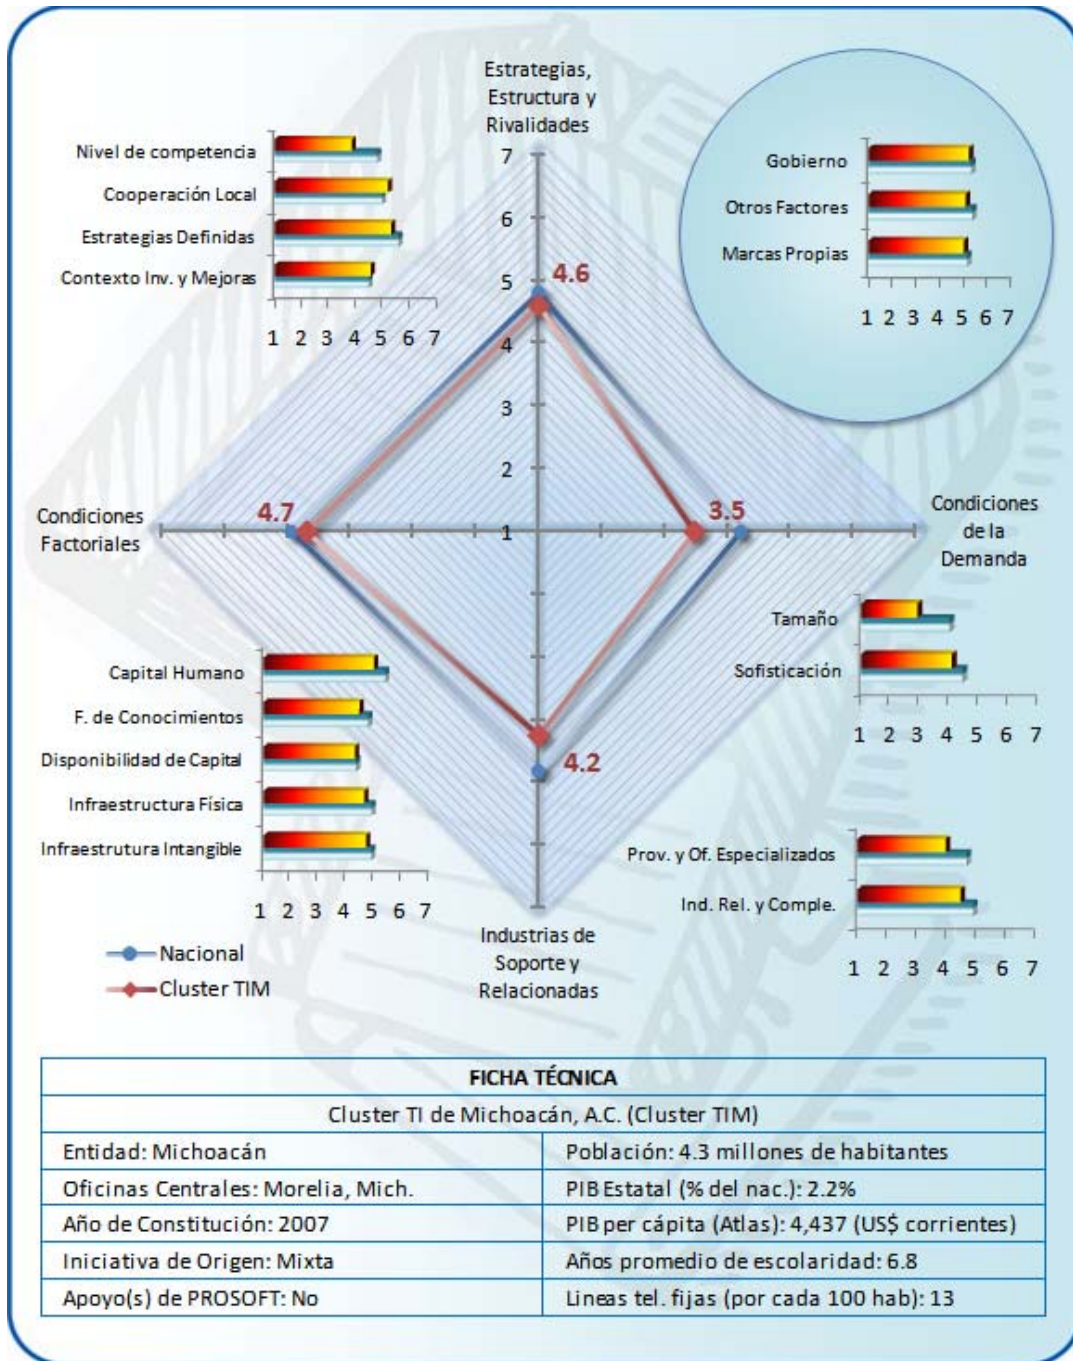 Estrategias,
Estructura y
Rivalidades
Nivel de competencia
Cooperación Local
Estrategias Definidas
Contexto Inv. y Mejoras
1 2 3 4 5 6 7
Gobierno
Otros Factores
Marcas Propias
1 2 3 4 5 6 7
7
6
5
4
3
2
1
4.6
4.7
3.5
4.2
Condiciones
Factoriales
Condiciones
de la
Demanda
Tamaño
Sofisticación
1 2 3 4 5 6 7
Capital Humano
F. de Conocimientos
Disponibilidad de Capital
Infraestructura Física
Infraestrutura Intangible
1 2 3 4 5 6 7
Prov. y Of. Especializados
Ind. Rel. y Comple.
1 2 3 4 5 6 7
Industrias de
Soporte y
Relacionadas
Nacional
Cluster TIM
FICHA TÉCNICA
Cluster TI de Michoacán, A.C. (Cluster TIM)
Entidad: Michoacán
Población: 4.3 millones de habitantes
Oficinas Centrales: Morelia, Mich.
PIB Estatal (% del nac.): 2.2%
Año de Constitución: 2007
PIB per cápita (Atlas): 4,437 (US$ corrientes)
Iniciativa de Origen: Mixta
Años promedio de escolaridad: 6.8
Apoyo(s) de PROSOFT: No
Lineas tel. fijas (por cada 100 hab): 13